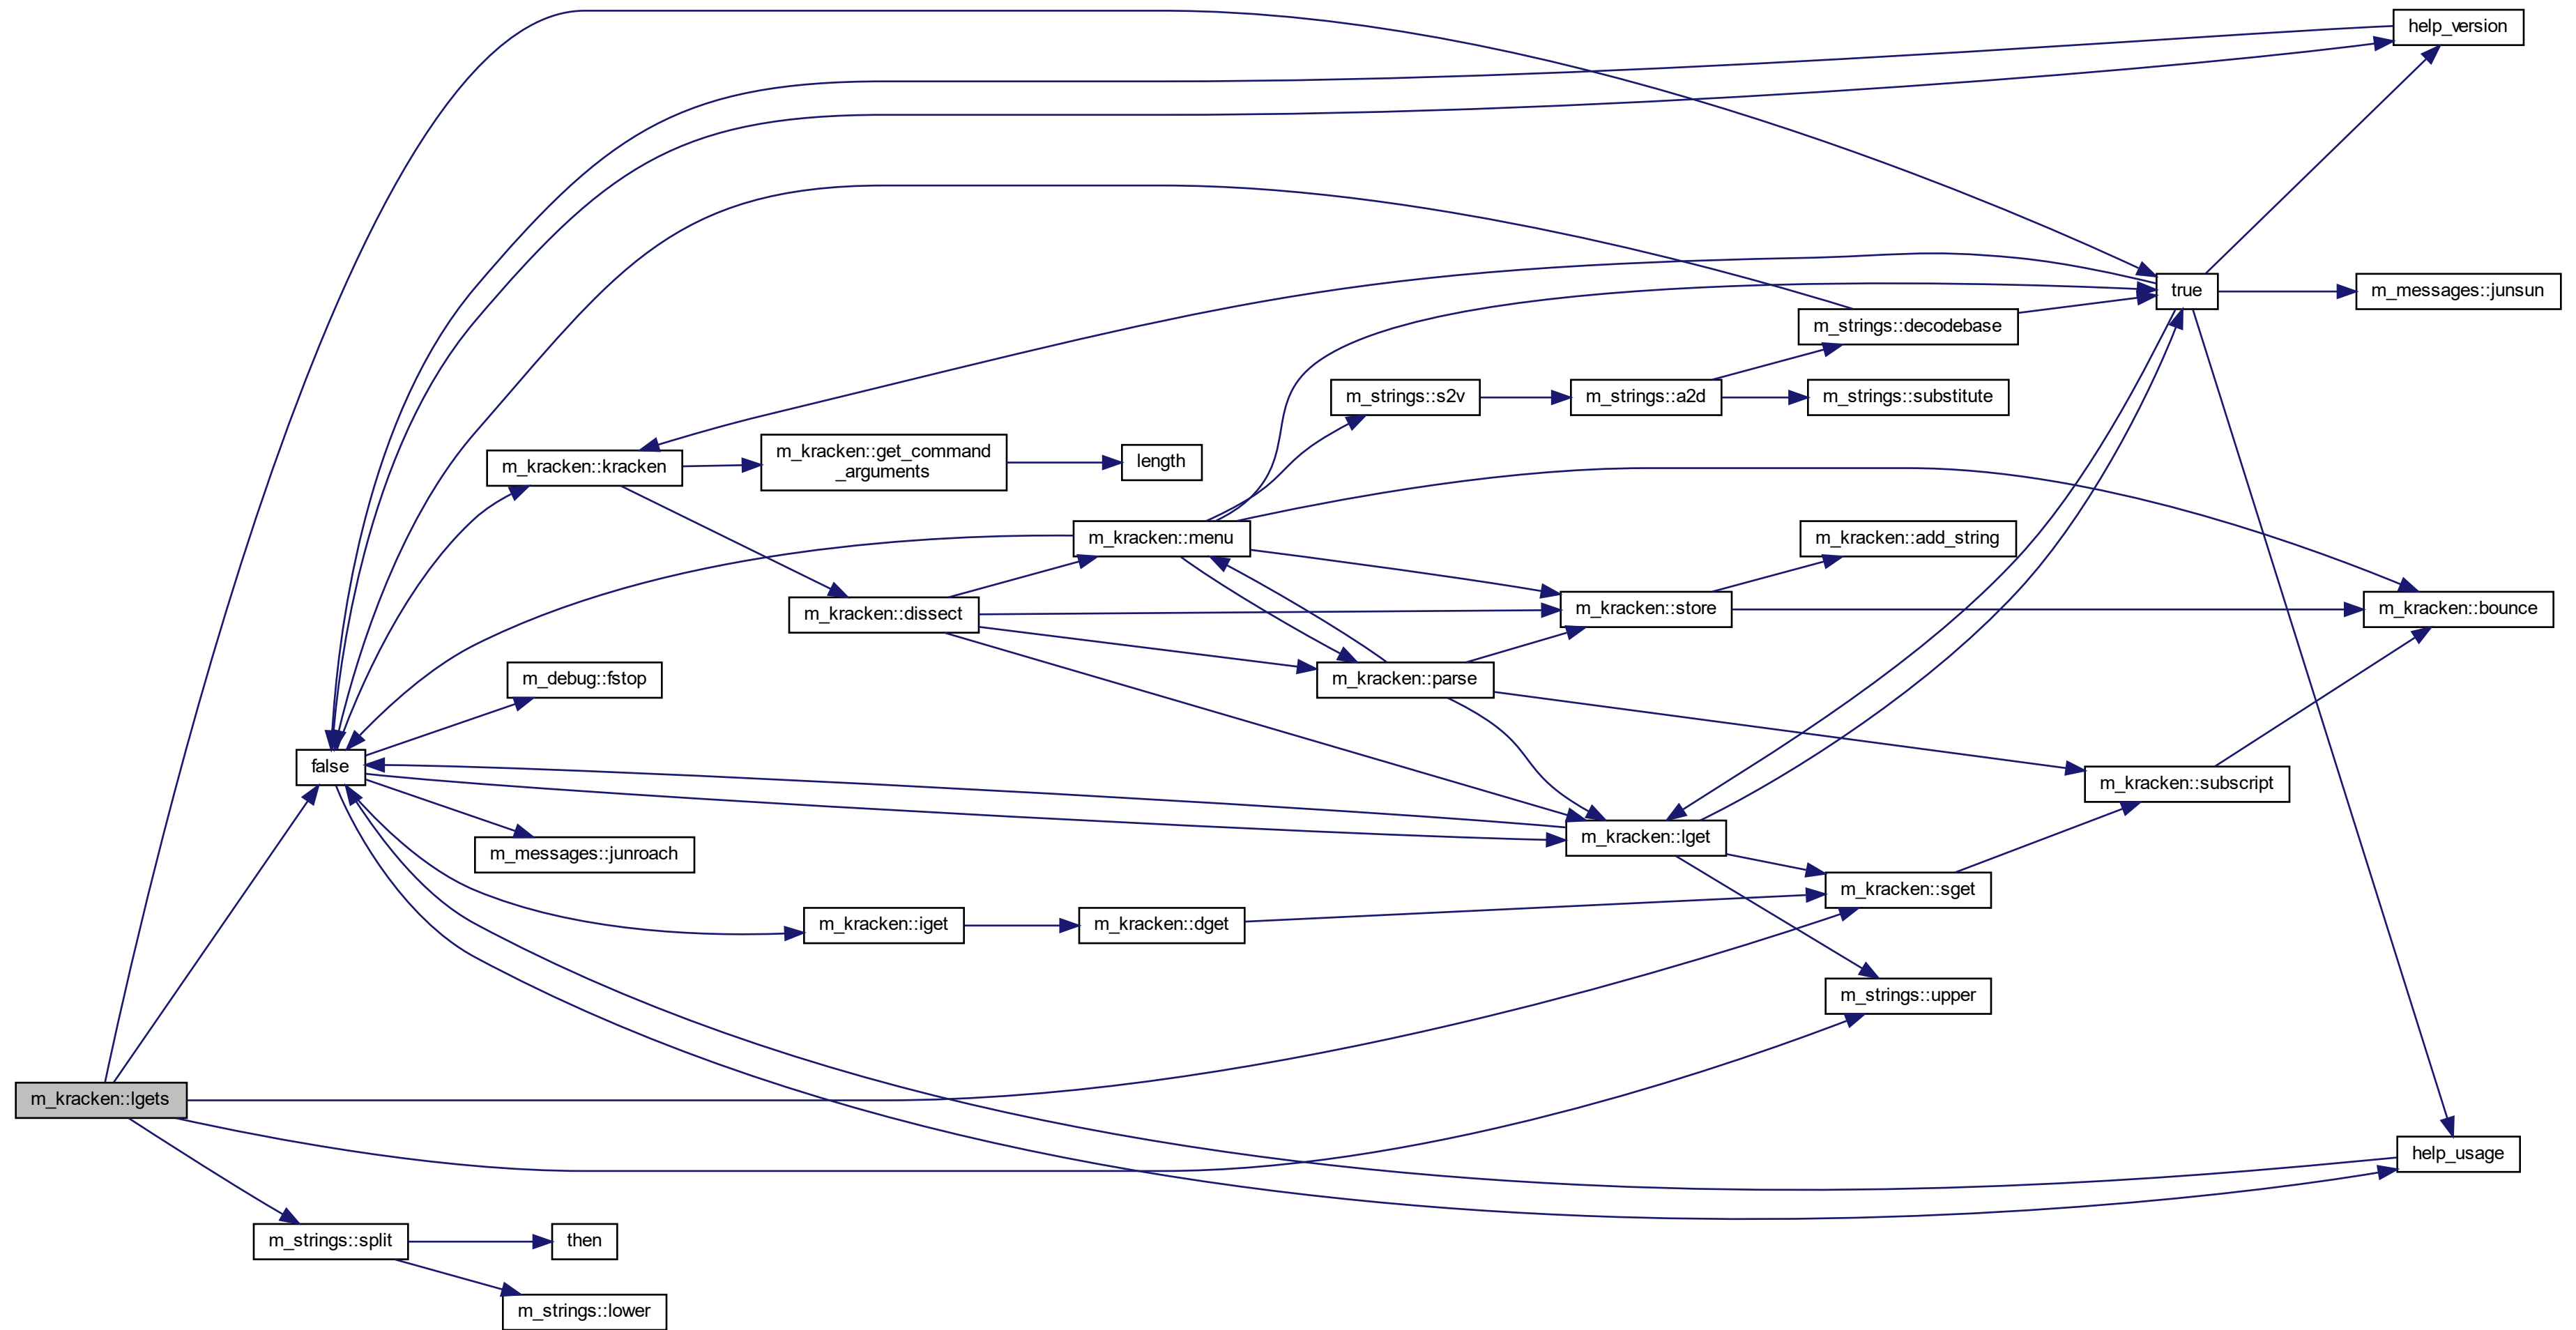 help_version
true
m_messages::junsun
m_strings::decodebase
m_strings::s2v
m_strings::a2d
m_strings::substitute
m_kracken::kracken
m_kracken::get_command
_arguments
length
m_kracken::menu
m_kracken::add_string
m_kracken::dissect
m_kracken::store
m_kracken::bounce
m_debug::fstop
m_kracken::parse
false
m_kracken::subscript
m_messages::junroach
m_kracken::lget
m_kracken::sget
m_kracken::iget
m_kracken::dget
m_strings::upper
m_kracken::lgets
help_usage
m_strings::split
then
m_strings::lower